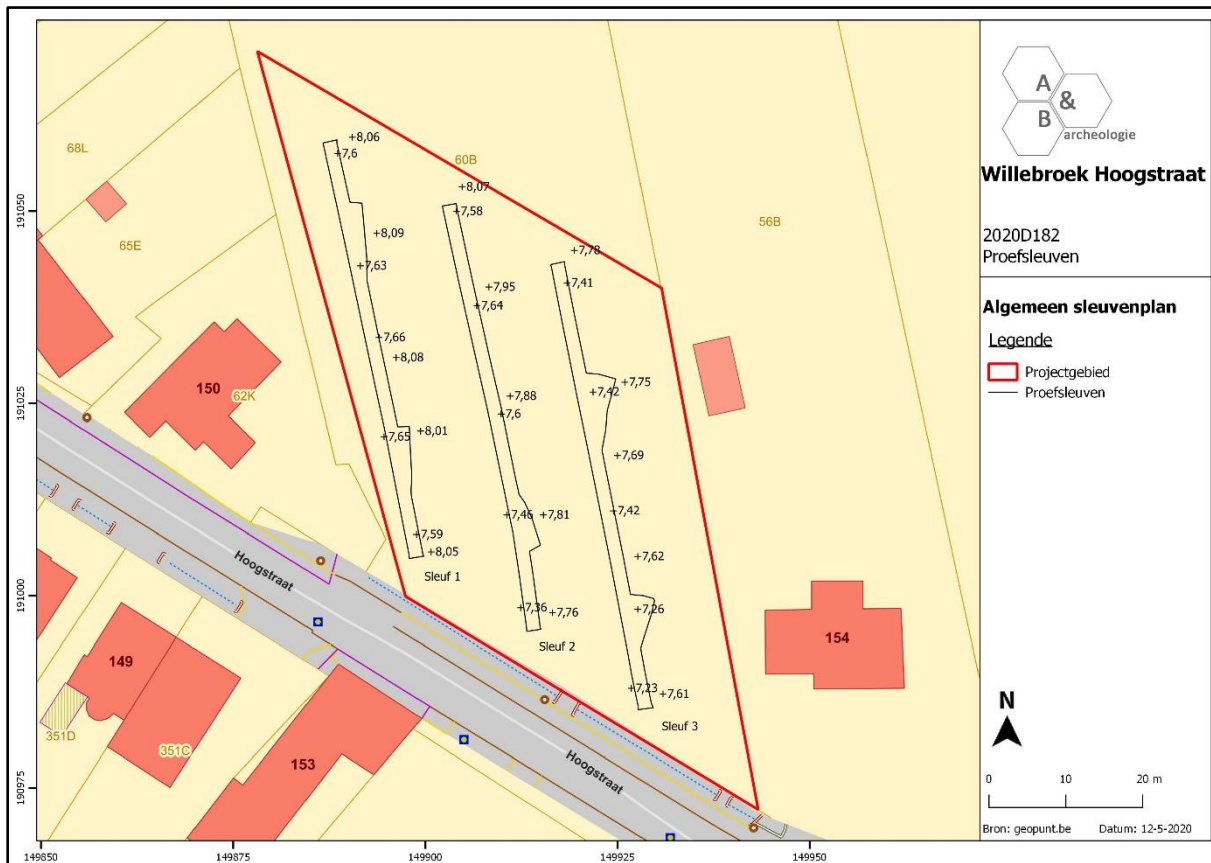 68L
65E
62K
150
60B
56B
154
149
351D
351C
153
Hoogstraat
Hoogstraat
+8,06
+7,6
+8,09
+7,63
+7,66
+8,08
+8,01
+7,65
+7,59
+8,05
Sleuf 1
+8,07
+7,58
+7,95
+7,64
+7,88
+7,6
+7,46 +7,81
+7,36 +7,76
Sleuf 2
+7,78
+7,41
+7,75
+7,42
+7,69
+7,42
+7,62
+7,26
+7,23 +7,61
Sleuf 3
191050
191025
191000
190975
149850
149875
149900
149925
149950
A
&
B
archeologie
Willebroek Hoogstraat
2020D182
Proefsleuven
Algemeen sleuvenplan
Legende
Projectgebied
Proefsleuven
N
0 10 20 m
Bron: geopunt.be Datum: 12-5-2020